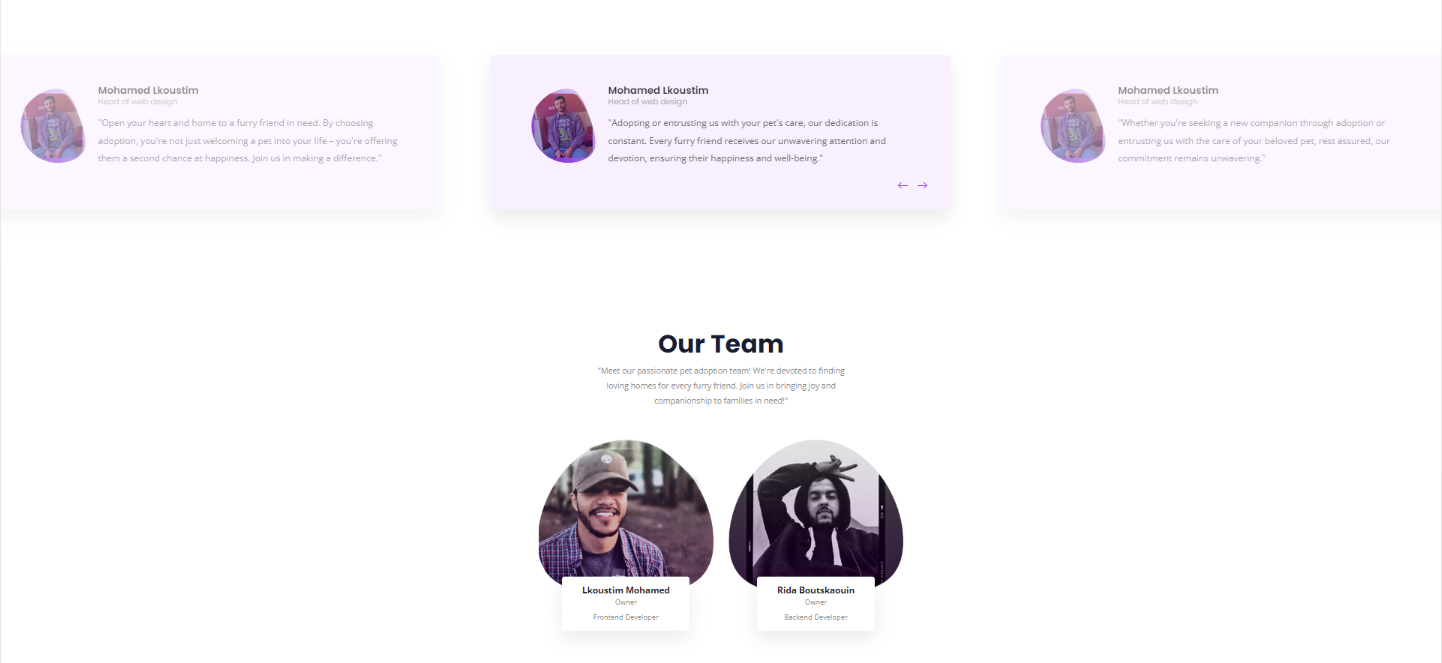 Mohamed Lkoustim
Head of web design
"Open your heart and home to a furry friend in need. By choosing
adoption, you're not just welcoming a pet into your life – you're offering
them a second chance at happiness. Join us in making a difference."
Mohamed Lkoustim
Head of web design
"Adopting or entrusting us with your pet's care, our dedication is
constant. Every furry friend receives our unwavering attention and
devotion, ensuring their happiness and well-being."
Mohamed Lkoustim
Head of web design
"Whether you're seeking a new companion through adoption or
entrusting us with the care of your beloved pet, rest assured, our
commitment remains unwavering."
Our Team
"Meet our passionate pet adoption team! We're devoted to finding
loving homes for every furry friend. Join us in bringing joy and
companionship to families in need!"
Lkoustim Mohamed
Owner
Frontend Developer
Rida Boutskaouin
Owner
Backend Developer